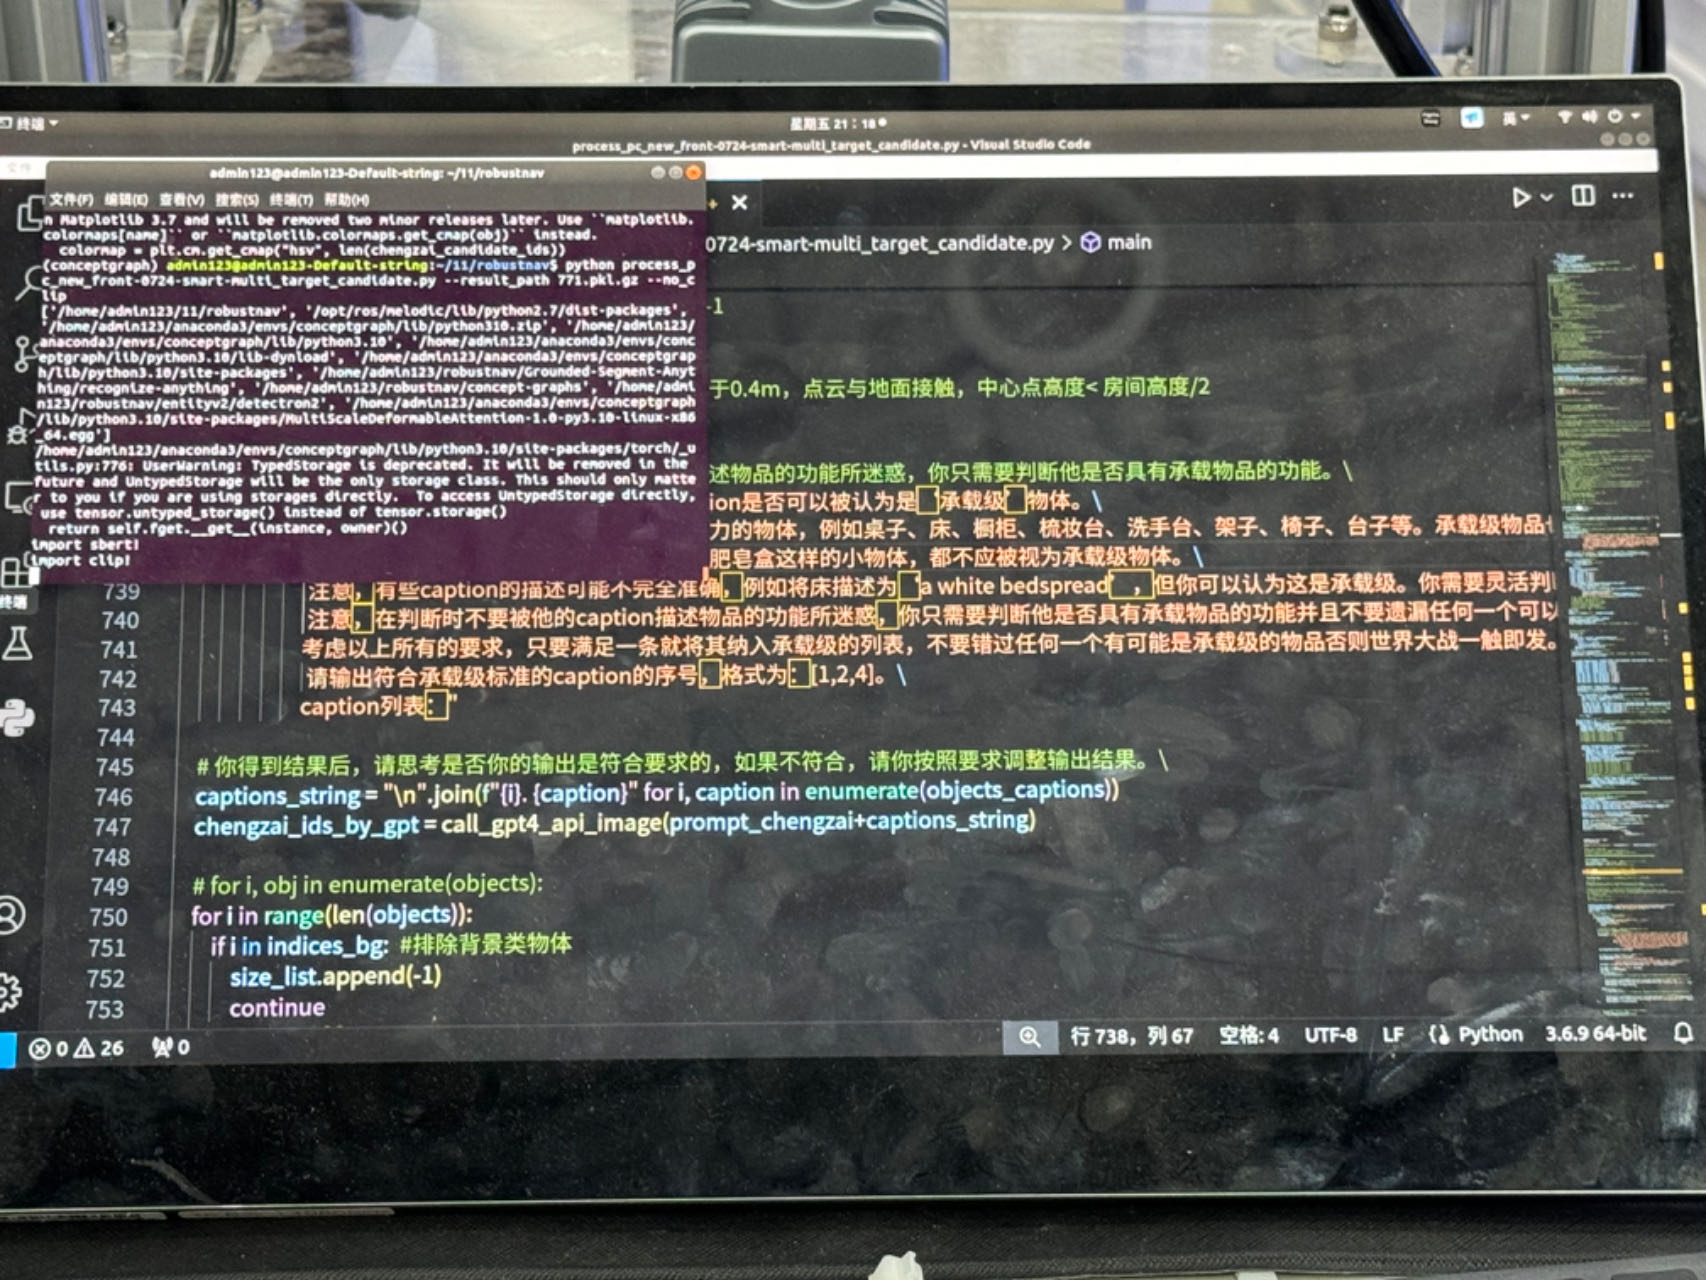 终端
星期五 21:18
英
process_pc_new_front-0724-smart-multi_target_candidate.py - Visual Studio Code
admin123@admin123-Default-string: ~/11/robustnav
文件(F) 编辑(E) 查看(V) 搜索(S) 终端(T) 帮助(H)
n Matplotlib 3.7 and will be removed two minor releases later. Use ``matplotlib.
colormaps[name]`` or ``matplotlib.colormaps.get_cmap(obj)`` instead.
colormap = plt.cm.get_cmap("hsv", len(chengzai_candidate_ids))
(conceptgraph) admin123@admin123-Default-string:~/11/robustnav$ python process_p
c_new_front-0724-smart-multi_target_candidate.py --result_path 771.pkl.gz --no_c
lip
['/home/admin123/11/robustnav', '/opt/ros/melodic/lib/python2.7/dist-packages',
'/home/admin123/anaconda3/envs/conceptgraph/lib/python310.zip', '/home/admin123/
anaconda3/envs/conceptgraph/lib/python3.10', '/home/admin123/anaconda3/envs/conc
eptgraph/lib/python3.10/lib-dynload', '/home/admin123/anaconda3/envs/conceptgrap
h/lib/python3.10/site-packages', '/home/admin123/robustnav/Grounded-Segment-Anyt
hing/recognize-anything', '/home/admin123/robustnav/concept-graphs', '/home/admi
n123/robustnav/entityv2/detectron2', '/home/admin123/anaconda3/envs/conceptgraph
/lib/python3.10/site-packages/MultiScaleDeformableAttention-1.0-py3.10-linux-x86
_64.egg']
/home/admin123/anaconda3/envs/conceptgraph/lib/python3.10/site-packages/torch/_u
tils.py:776: UserWarning: TypedStorage is deprecated. It will be removed in the
future and UntypedStorage will be the only storage class. This should only matte
r to you if you are using storages directly.  To access UntypedStorage directly,
use tensor.untyped_storage() instead of tensor.storage()
return self.fget.__get__(instance, owner)()
import sbert!
import clip!
0724-smart-multi_target_candidate.py > main
-1
于0.4m，点云与地面接触，中心点高度< 房间高度/2
述物品的功能所迷惑，你只需要判断他是否具有承载物品的功能。\
ion是否可以被认为是‘承载级’物体。 \
力的物体，例如桌子、床、橱柜、梳妆台、洗手台、架子、椅子、台子等。承载级物品
肥皂盒这样的小物体，都不应被视为承载级物体。 \
739 注意，有些caption的描述可能不完全准确，例如将床描述为‘a white bedspread’，但你可以认为这是承载级。你需要灵活判
740 注意，在判断时不要被他的caption描述物品的功能所迷惑，你只需要判断他是否具有承载物品的功能并且不要遗漏任何一个可以
741 考虑以上所有的要求，只要满足一条就将其纳入承载级的列表，不要错过任何一个有可能是承载级的物品否则世界大战一触即发。
742 请输出符合承载级标准的caption的序号，格式为：[1,2,4]。 \
743 caption列表："
744
745 # 你得到结果后，请思考是否你的输出是符合要求的，如果不符合，请你按照要求调整输出结果。\
746 captions_string = "\n".join(f"{i}. {caption}" for i, caption in enumerate(objects_captions))
747 chengzai_ids_by_gpt = call_gpt4_api_image(prompt_chengzai+captions_string)
748
749 # for i, obj in enumerate(objects):
750 for i in range(len(objects)):
751 if i in indices_bg: #排除背景类物体
752 size_list.append(-1)
753 continue
终端
0 26 0
行 738，列 67 空格: 4 UTF-8 LF Python 3.6.9 64-bit